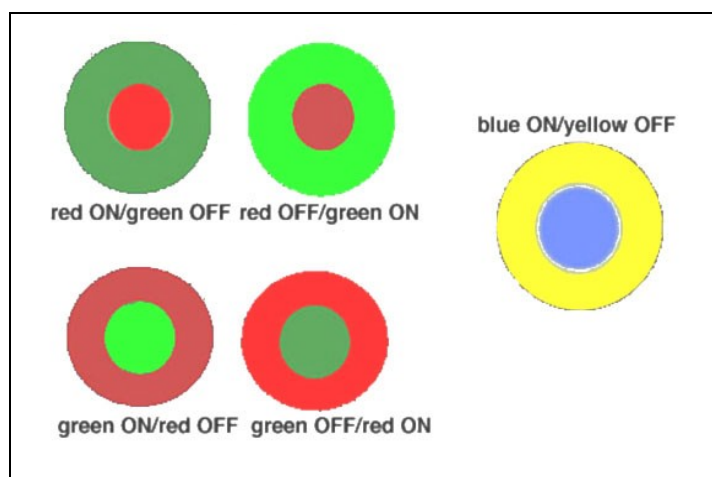 red ON/green OFF
red OFF/green ON
blue ON/yellow OFF
green ON/red OFF
green OFF/red ON